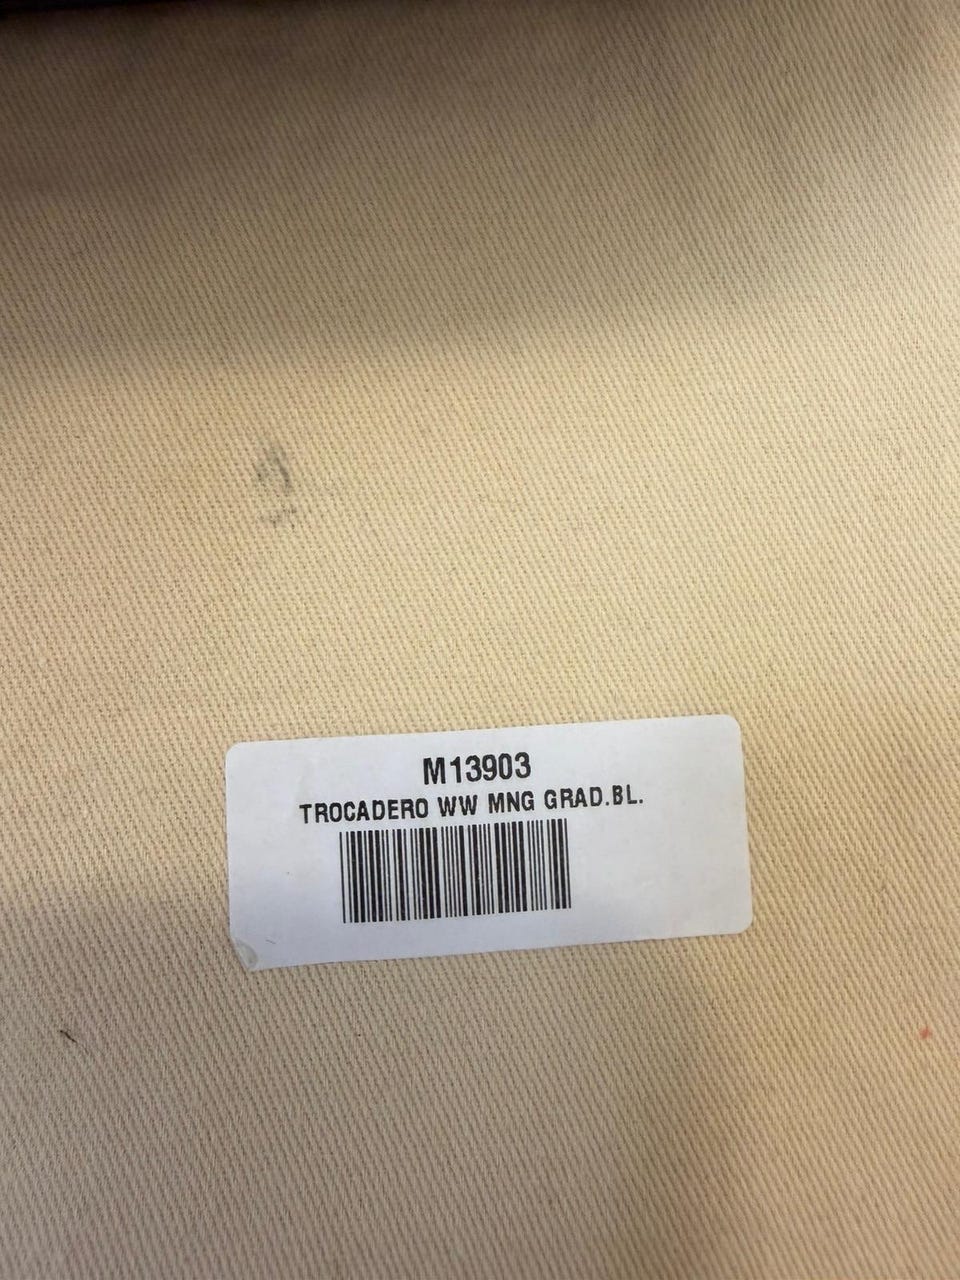 M13903
TROCADERO WW MNG GRAD.BL.